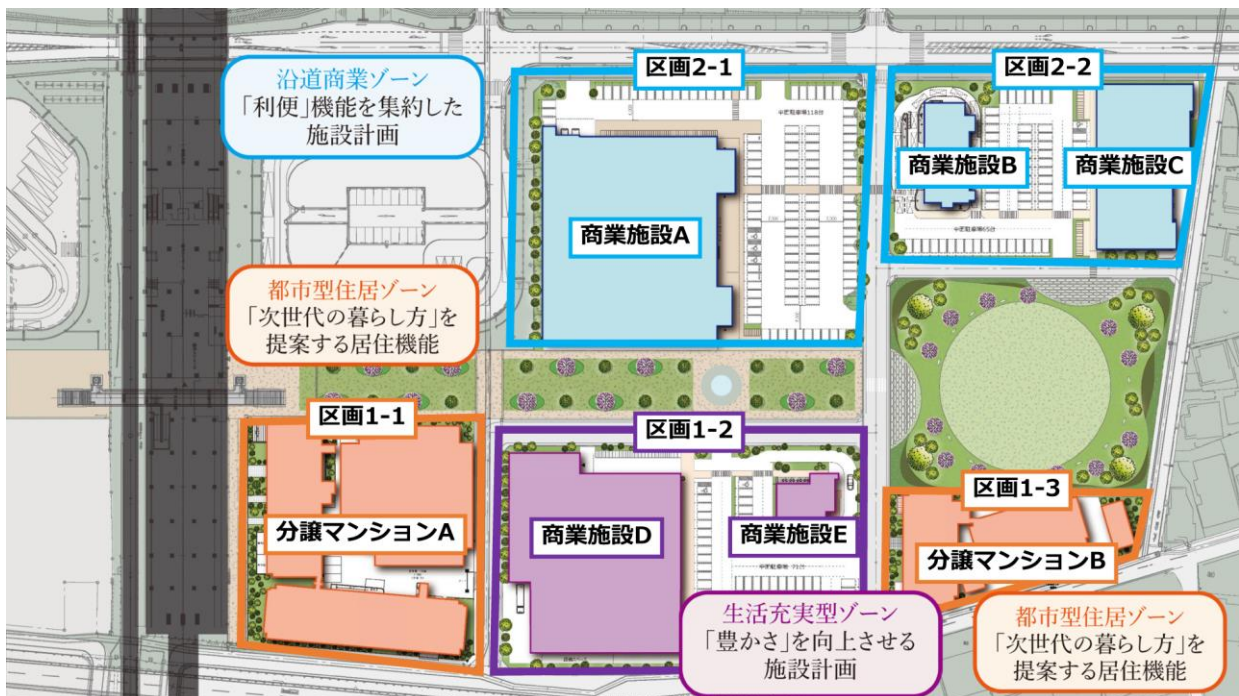 沿道商業ゾーン
「利便」機能を集約した
施設計画
区画2-1
区画2-2
商業施設A
商業施設B
商業施設C
都市型住居ゾーン
「次世代の暮らし方」を
提案する居住機能
区画1-1
区画1-2
区画1-3
分譲マンションA
商業施設D
商業施設E
分譲マンションB
生活充実型ゾーン
「豊かさ」を向上させる
施設計画
都市型住居ゾーン
「次世代の暮らし方」を
提案する居住機能